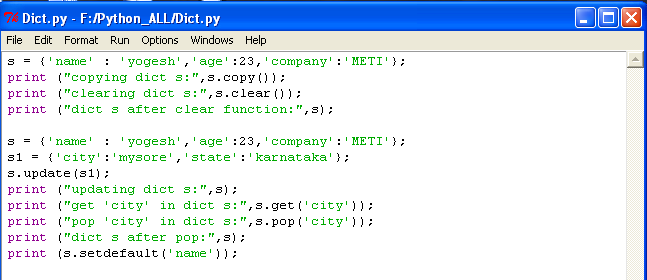 Dict.py - F:/Python_ALL/Dict.py
File Edit Format Run Options Windows Help
s = {'name' : 'yogesh','age':23,'company':'METI'};
print ("copying dict s:",s.copy());
print ("clearing dict s:",s.clear());
print ("dict s after clear function:",s);
s = {'name' : 'yogesh','age':23,'company':'METI'};
s1 = {'city':'mysore','state':'karnataka'};
s.update(s1);
print ("updating dict s:",s);
print ("get 'city' in dict s:",s.get('city'));
print ("pop 'city' in dict s:",s.pop('city'));
print ("dict s after pop:",s);
print (s.setdefault('name'));